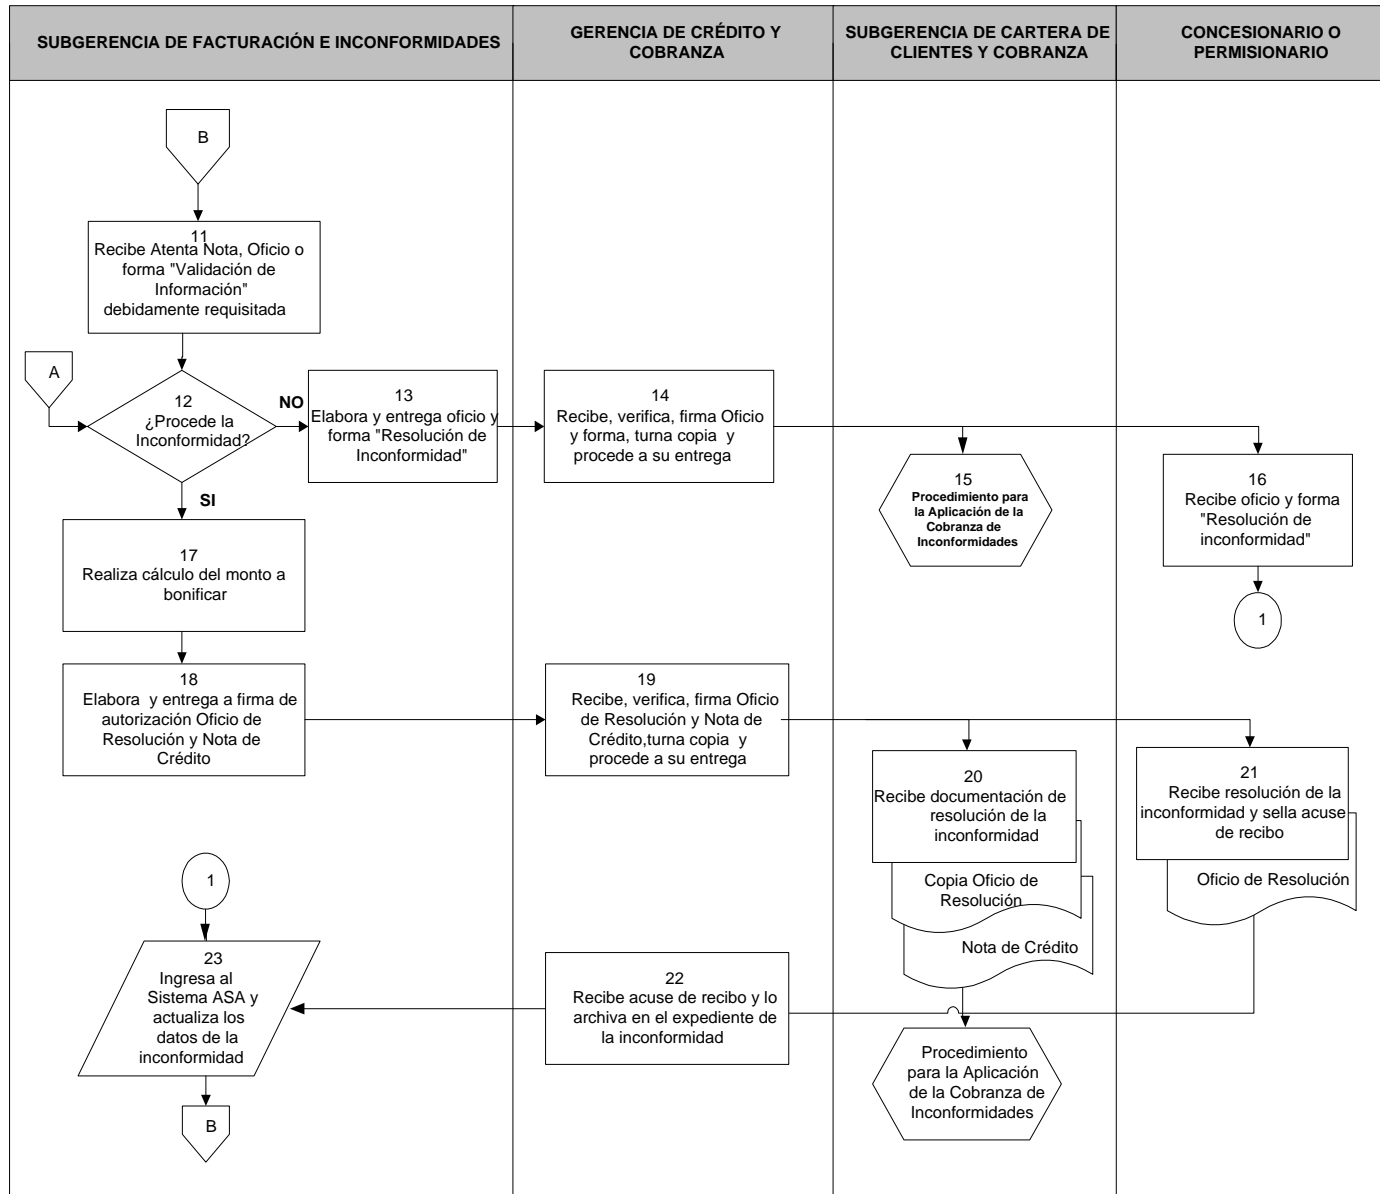 SUBGERENCIA DE FACTURACIÓN E INCONFORMIDADES
GERENCIA DE CRÉDITO Y
COBRANZA
SUBGERENCIA DE CARTERA DE
CLIENTES Y COBRANZA
CONCESIONARIO O
PERMISIONARIO
B
11
Recibe Atenta Nota, Oficio o
forma "Validación de
Información"
debidamente requisitada
A
12
¿Procede la
Inconformidad?
NO
SI
13
Elabora y entrega oficio y
forma "Resolución de
Inconformidad"
14
Recibe, verifica, firma Oficio
y forma, turna copia y
procede a su entrega
15
Procedimiento para
la Aplicación de la
Cobranza de
Inconformidades
16
Recibe oficio y forma
"Resolución de
inconformidad"
1
17
Realiza cálculo del monto a
bonificar
18
Elabora y entrega a firma de
autorización Oficio de
Resolución y Nota de
Crédito
19
Recibe, verifica, firma Oficio
de Resolución y Nota de
Crédito,turna copia y
procede a su entrega
20
Recibe documentación de
resolución de la
inconformidad
Copia Oficio de
Resolución
Nota de Crédito
21
Recibe resolución de la
inconformidad y sella acuse
de recibo
Oficio de Resolución
1
23
Ingresa al
Sistema ASA y
actualiza los
datos de la
inconformidad
22
Recibe acuse de recibo y lo
archiva en el expediente de
la inconformidad
Procedimiento
para la Aplicación
de la Cobranza de
Inconformidades
B